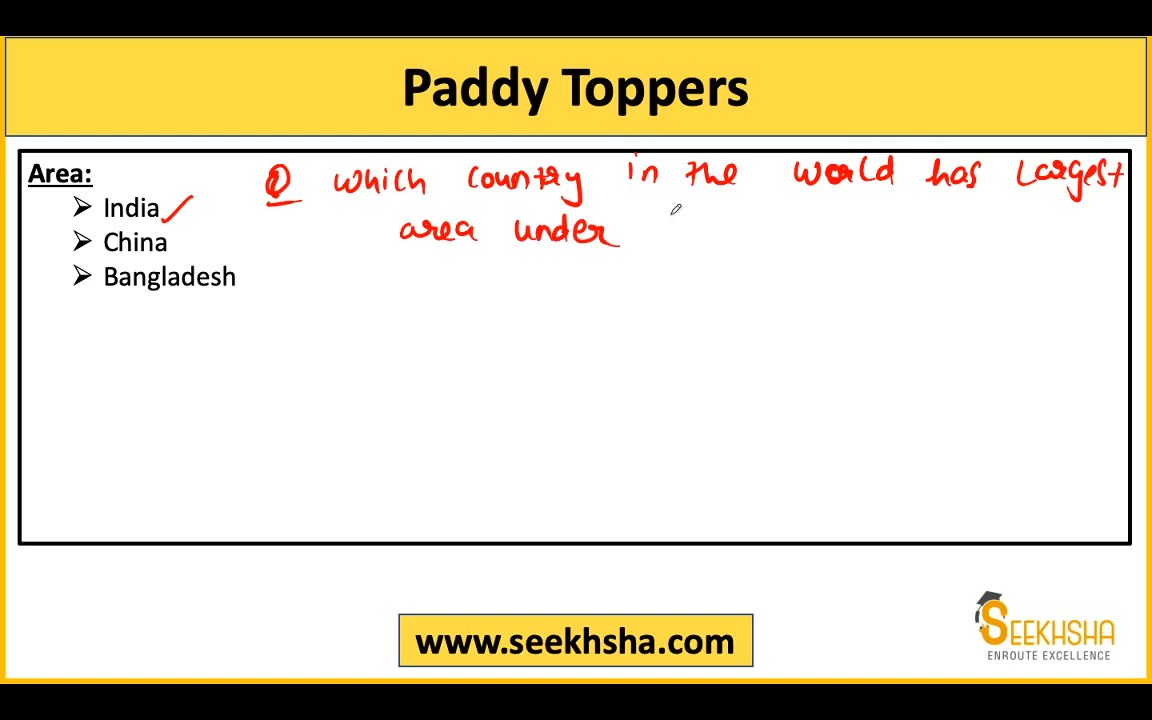 Paddy Toppers
Area:
Q which country in the world has Largest
area under
➢ India
➢ China
➢ Bangladesh
www.seekhsha.com
SEEKHSHA
ENROUTE EXCELLENCE